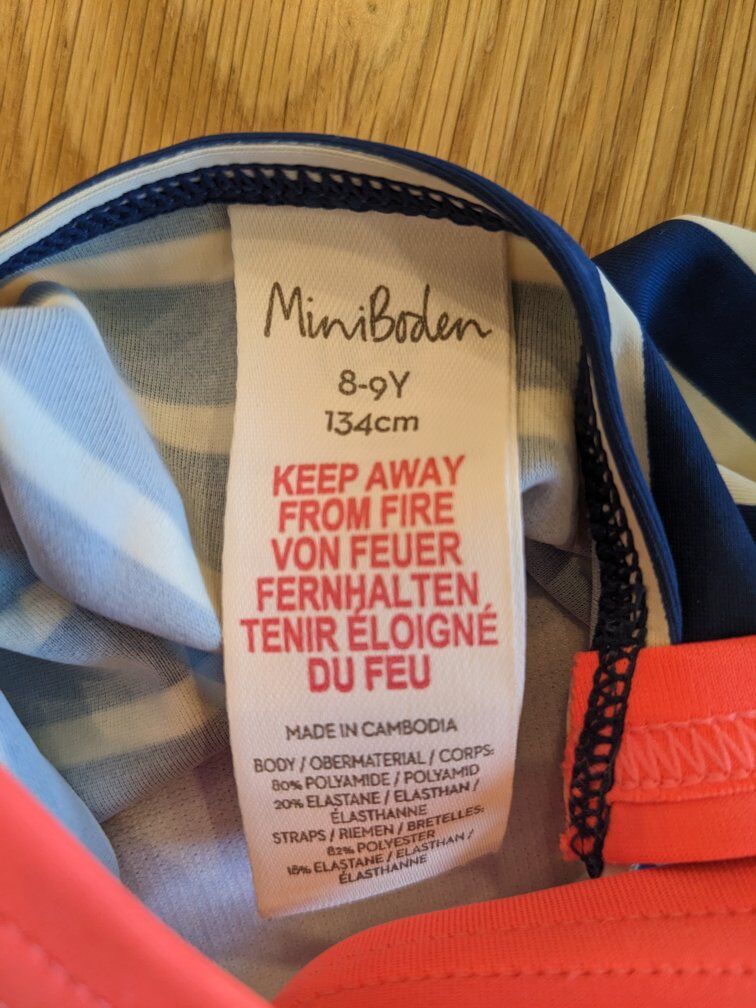 MiniBoden
8-9Y
134cm
KEEP AWAY
FROM FIRE
VON FEUER
FERNHALTEN
TENIR ÉLOIGNÉ
DU FEU
MADE IN CAMBODIA
BODY / OBERMATERIAL / CORPS:
80% POLYAMIDE / POLYAMID
20% ELASTANE / ELASTHAN /
ÉLASTHANNE
STRAPS / RIEMEN / BRETELLES:
82% POLYESTER
18% ELASTANE / ELASTHAN /
ÉLASTHANNE